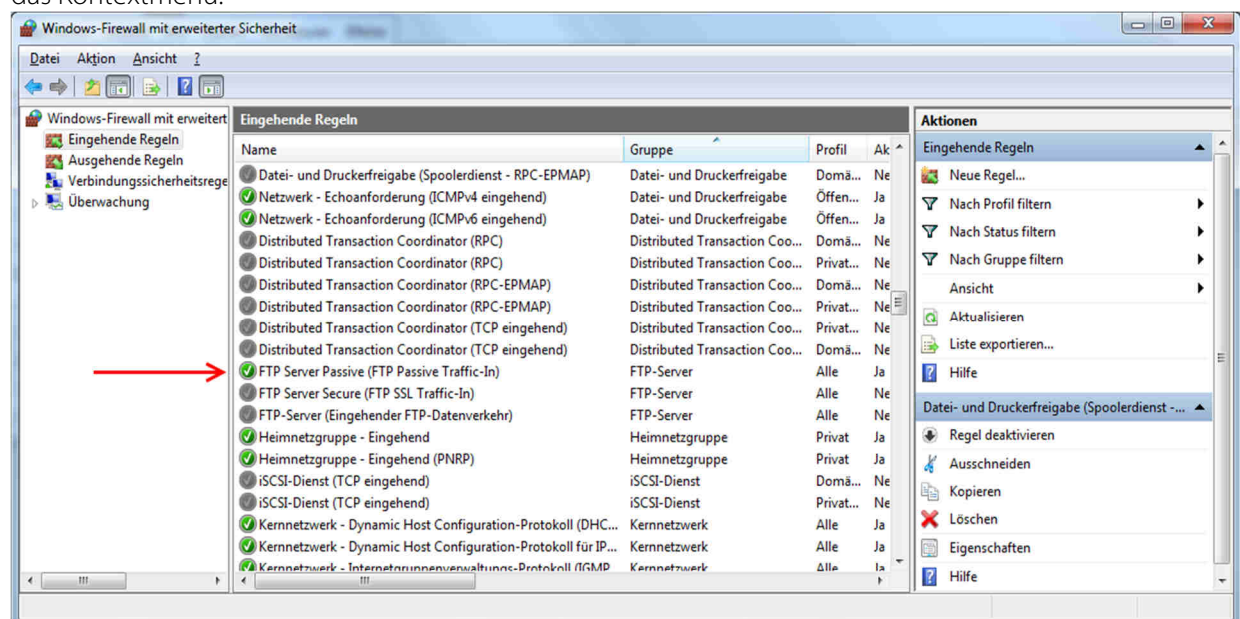 das Kontextmenü.
Windows-Firewall mit erweiterter Sicherheit
Datei Aktion Ansicht ?
Windows-Firewall mit erweitert
Eingehende Regeln
Ausgehende Regeln
Verbindungssicherheitsrege
Überwachung
Eingehende Regeln
Name Gruppe Profil Ak
Datei- und Druckerfreigabe (Spoolerdienst - RPC-EPMAP) Datei- und Druckerfreigabe Domä... Ne
Netzwerk - Echoanforderung (ICMPv4 eingehend) Datei- und Druckerfreigabe Öffen... Ja
Netzwerk - Echoanforderung (ICMPv6 eingehend) Datei- und Druckerfreigabe Öffen... Ja
Distributed Transaction Coordinator (RPC) Distributed Transaction Coo... Domä... Ne
Distributed Transaction Coordinator (RPC) Distributed Transaction Coo... Privat... Ne
Distributed Transaction Coordinator (RPC-EPMAP) Distributed Transaction Coo... Domä... Ne
Distributed Transaction Coordinator (RPC-EPMAP) Distributed Transaction Coo... Privat... Ne
Distributed Transaction Coordinator (TCP eingehend) Distributed Transaction Coo... Privat... Ne
Distributed Transaction Coordinator (TCP eingehend) Distributed Transaction Coo... Domä... Ne
FTP Server Passive (FTP Passive Traffic-In) FTP-Server Alle Ja
FTP Server Secure (FTP SSL Traffic-In) FTP-Server Alle Ne
FTP-Server (Eingehender FTP-Datenverkehr) FTP-Server Alle Ne
Heimnetzgruppe - Eingehend Heimnetzgruppe Privat Ja
Heimnetzgruppe - Eingehend (PNRP) Heimnetzgruppe Privat Ja
iSCSI-Dienst (TCP eingehend) iSCSI-Dienst Domä... Ne
iSCSI-Dienst (TCP eingehend) iSCSI-Dienst Privat... Ne
Kernnetzwerk - Dynamic Host Configuration-Protokoll (DHC... Kernnetzwerk Alle Ja
Kernnetzwerk - Dynamic Host Configuration-Protokoll für IP... Kernnetzwerk Alle Ja
Kernnetzwerk - Internetgruppenverwaltungs-Protokoll (IGMP Kernnetzwerk Alle Ja
Aktionen
Eingehende Regeln
Neue Regel...
Nach Profil filtern
Nach Status filtern
Nach Gruppe filtern
Ansicht
Aktualisieren
Liste exportieren...
Hilfe
Datei- und Druckerfreigabe (Spoolerdienst -...
Regel deaktivieren
Ausschneiden
Kopieren
Löschen
Eigenschaften
Hilfe